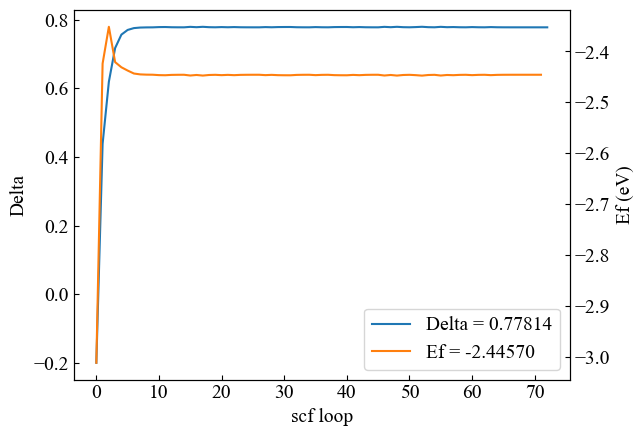 0.8
0.6
0.4
0.2
0.0
−0.2
Delta
−2.4
−2.5
−2.6
−2.7
−2.8
−2.9
−3.0
Ef (eV)
Delta = 0.77814
Ef = -2.44570
0 10 20 30 40 50 60 70
scf loop